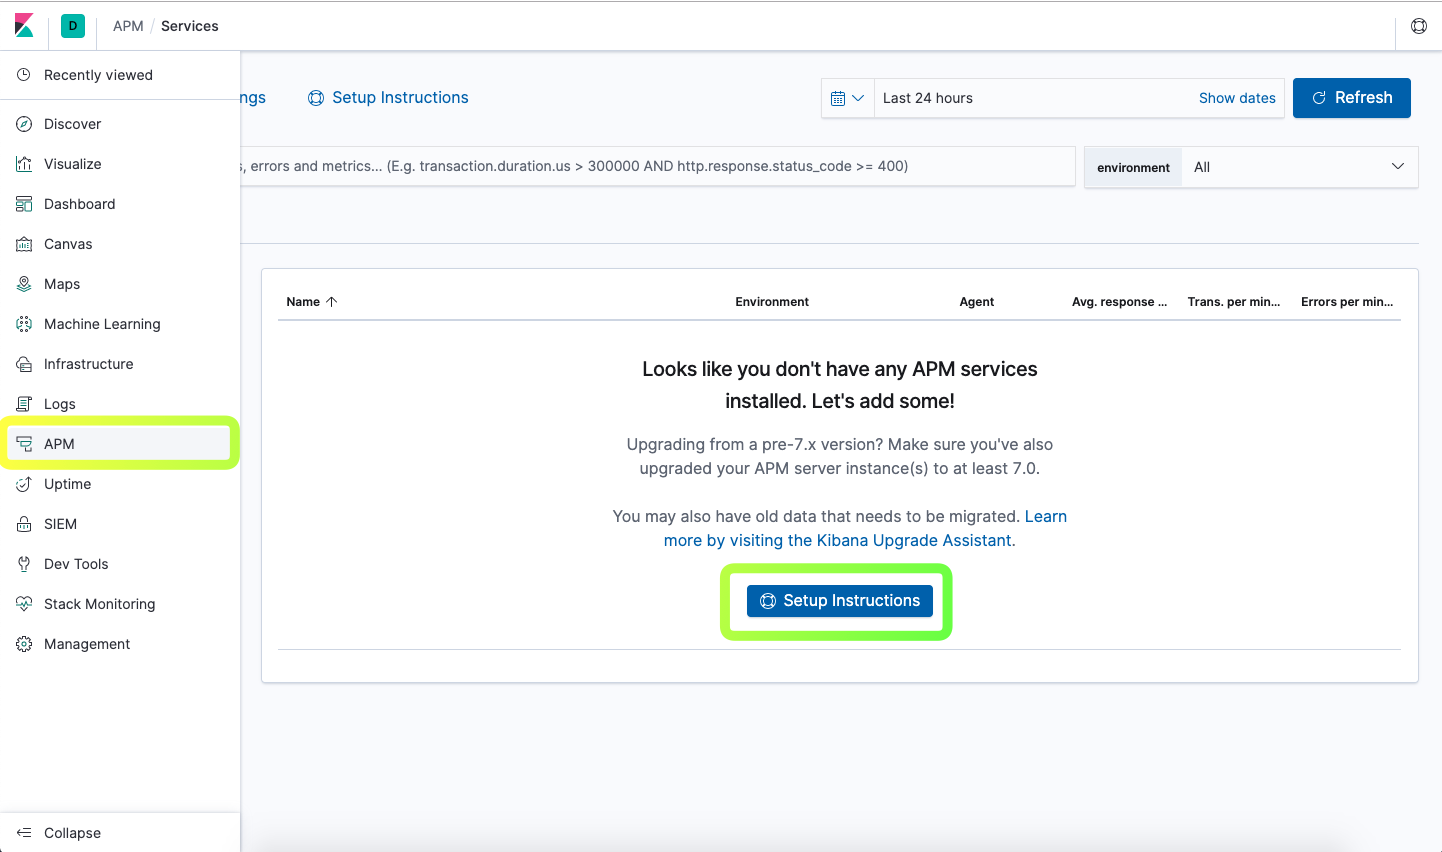 D
APM / Services
Recently viewed
Discover
Visualize
Dashboard
Canvas
Maps
Machine Learning
Infrastructure
Logs
APM
Uptime
SIEM
Dev Tools
Stack Monitoring
Management
Collapse
ngs
Setup Instructions
Last 24 hours
Show dates
Refresh
s, errors and metrics... (E.g. transaction.duration.us > 300000 AND http.response.status_code >= 400)
environment
All
Name
Environment
Agent
Avg. response ...
Trans. per min...
Errors per min...
Looks like you don't have any APM services
installed. Let's add some!
Upgrading from a pre-7.x version? Make sure you've also
upgraded your APM server instance(s) to at least 7.0.
You may also have old data that needs to be migrated. Learn
more by visiting the Kibana Upgrade Assistant.
Setup Instructions